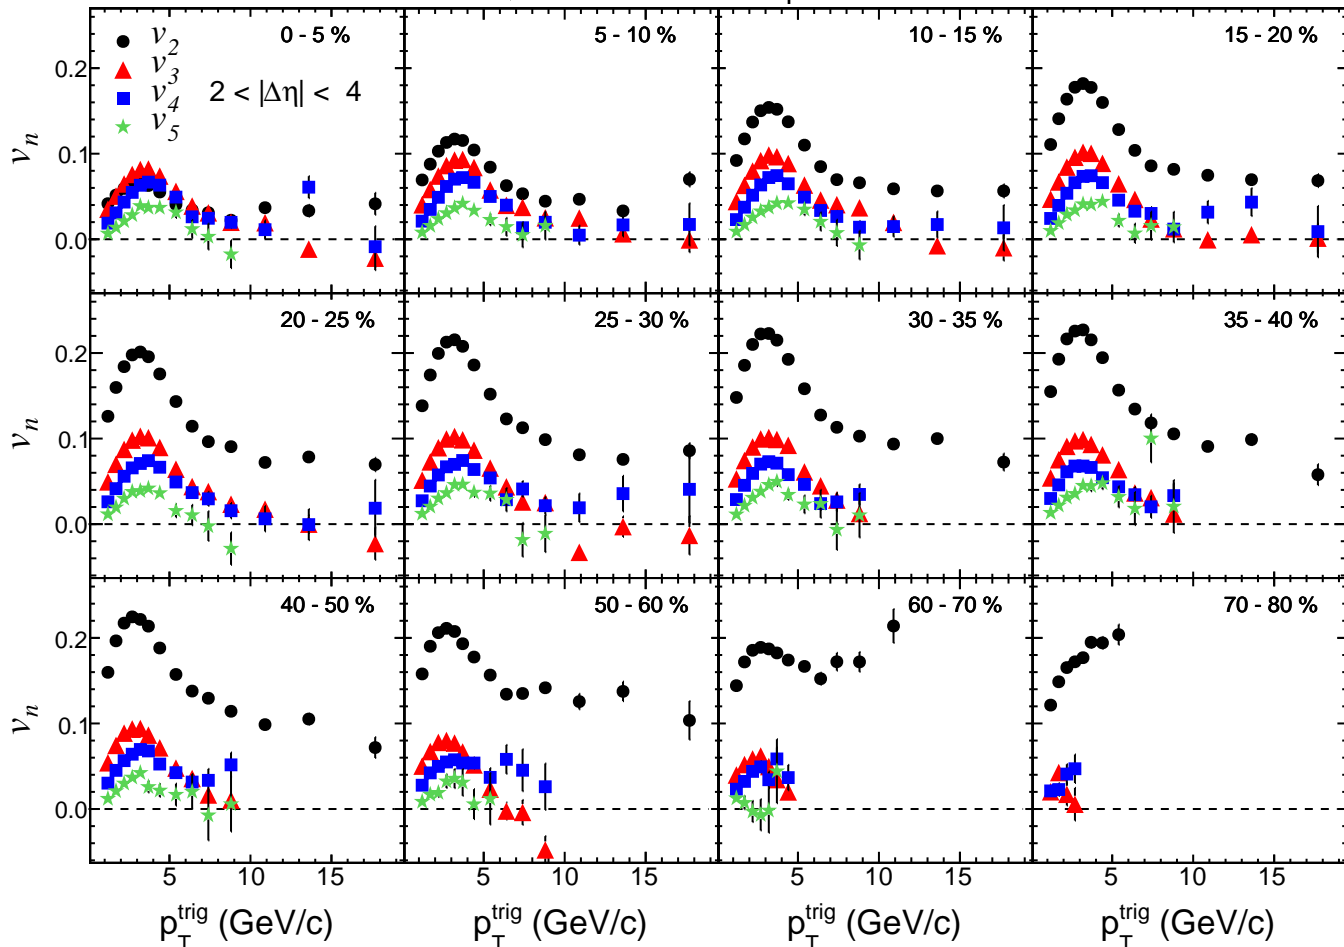 v2 0 - 5 % 5 - 10 % 10 - 15 % 15 - 20 %
v3
v4 2 < |Δη| < 4
v5
vn
0.2
0.1
0.0
20 - 25 % 25 - 30 % 30 - 35 % 35 - 40 %
vn
0.2
0.1
0.0
40 - 50 % 50 - 60 % 60 - 70 % 70 - 80 %
vn
0.2
0.1
0.0
5 10 15 5 10 15 5 10 15 5 10 15
pTtrig (GeV/c) pTtrig (GeV/c) pTtrig (GeV/c) pTtrig (GeV/c)